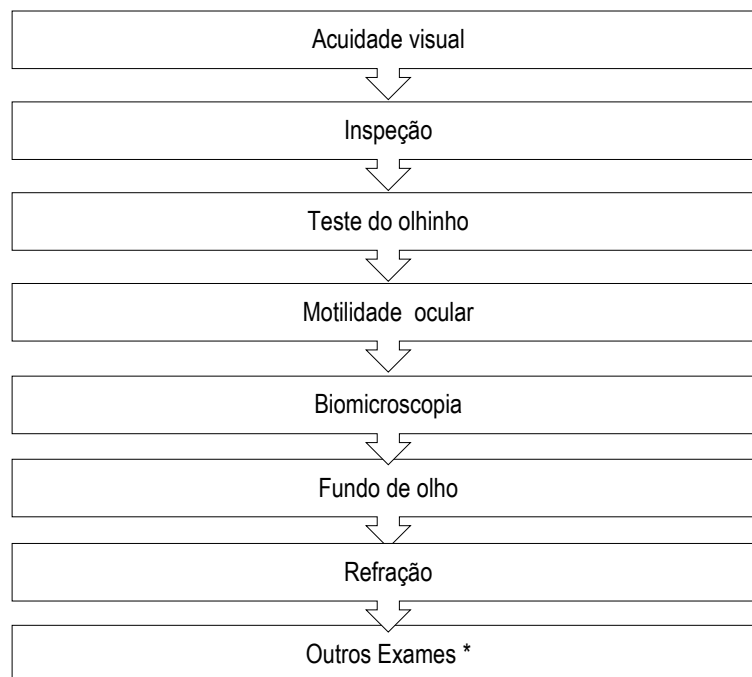 Acuidade visual
Inspeção
Teste do olhinho
Motilidade ocular
Biomicroscopia
Fundo de olho
Refração
Outros Exames *